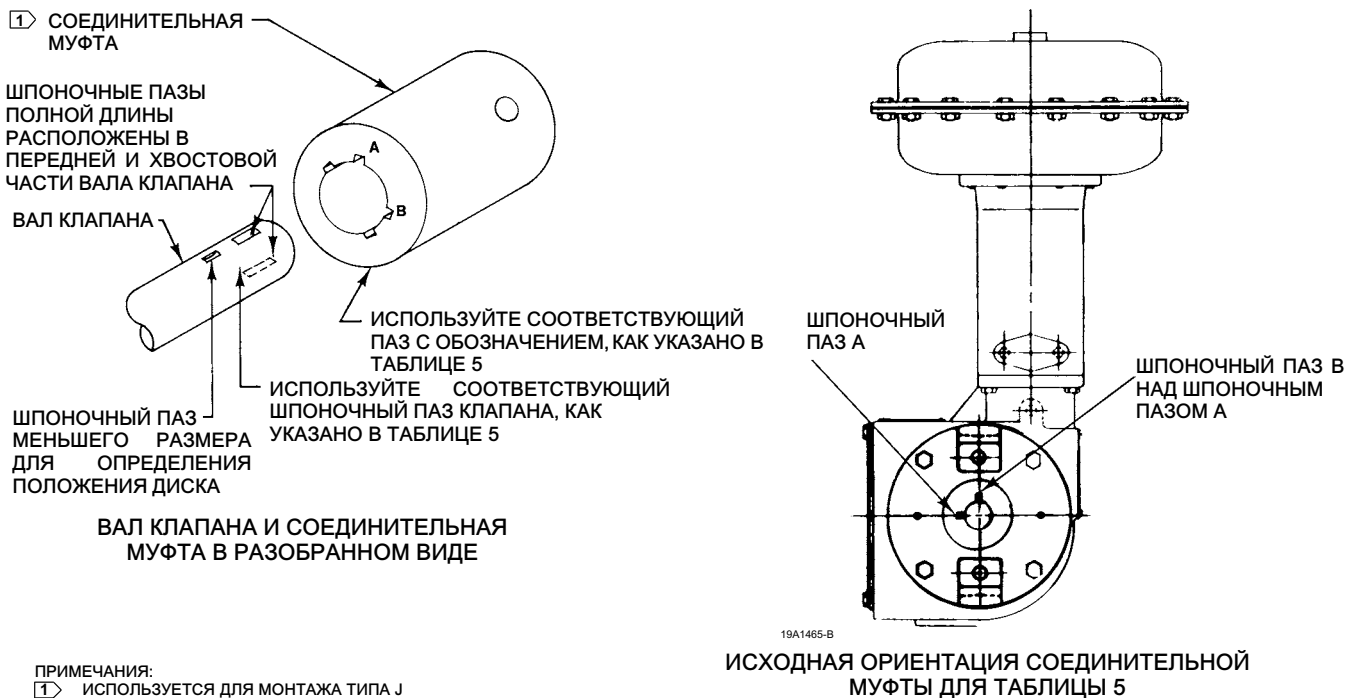 1 СОЕДИНИТЕЛЬНАЯ
МУФТА
ШПОНОЧНЫЕ ПАЗЫ
ПОЛНОЙ ДЛИНЫ
РАСПОЛОЖЕНЫ В
ПЕРЕДНЕЙ И ХВОСТОВОЙ
ЧАСТИ ВАЛА КЛАПАНА
ВАЛ КЛАПАНА
A
B
ИСПОЛЬЗУЙТЕ СООТВЕТСТВУЮЩИЙ
ПАЗ С ОБОЗНАЧЕНИЕМ, КАК УКАЗАНО В
ТАБЛИЦЕ 5
ИСПОЛЬЗУЙТЕ СООТВЕТСТВУЮЩИЙ
ШПОНОЧНЫЙ ПАЗ КЛАПАНА, КАК
УКАЗАНО В ТАБЛИЦЕ 5
ШПОНОЧНЫЙ ПАЗ
МЕНЬШЕГО РАЗМЕРА
ДЛЯ ОПРЕДЕЛЕНИЯ
ПОЛОЖЕНИЯ ДИСКА
ВАЛ КЛАПАНА И СОЕДИНИТЕЛЬНАЯ
МУФТА В РАЗОБРАННОМ ВИДЕ
ПРИМЕЧАНИЯ:
1 ИСПОЛЬЗУЕТСЯ ДЛЯ МОНТАЖА ТИПА J
ШПОНОЧНЫЙ
ПАЗ А
ШПОНОЧНЫЙ ПАЗ В
НАД ШПОНОЧНЫМ
ПАЗОМ А
19A1465-B
ИСХОДНАЯ ОРИЕНТАЦИЯ СОЕДИНИТЕЛЬНОЙ
МУФТЫ ДЛЯ ТАБЛИЦЫ 5